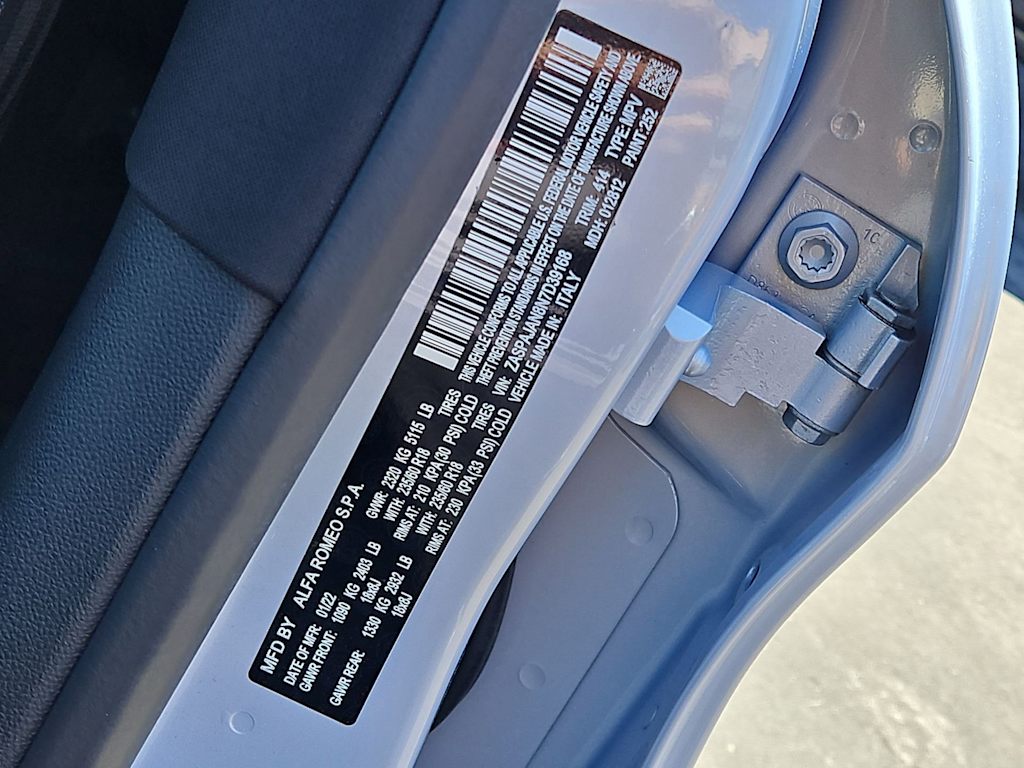 MFD BY ALFA ROMEO S.P.A.
DATE OF MFR: 01/22 GVWR: 2320 KG 5115 LB
GAWR FRONT: 1090 KG 2403 LB WITH: 235/60 R18 TIRES
18x8J RIMS AT: 210 KPA(30 PSI) COLD
GAWR REAR: 1330 KG 2932 LB WITH: 235/60 R18 TIRES
18x8J RIMS AT: 230 KPA(33 PSI) COLD
THIS VEHICLE CONFORMS TO ALL APPLICABLE U.S. FEDERAL MOTOR VEHICLE SAFETY AND
THEFT PREVENTION STANDARDS IN EFFECT ON THE DATE OF MANUFACTURE SHOWN ABOVE
VIN: ZASPAJAN8N7D39168 TYPE: MPV
VEHICLE MADE IN: ITALY MDH: 012612 TRIM: 414 PAINT: 252
1C